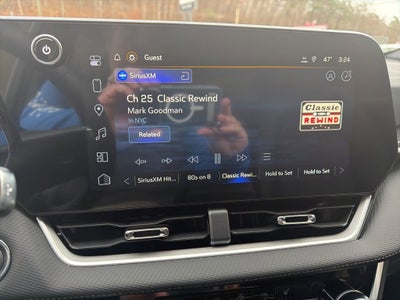 Guest
47° 3:24
SiriusXM
Ch 25 Classic Rewind
Mark Goodman
In NYC
Related
Classic
REWIND
SiriusXM Hit... 80s on 8 Classic Rewi... Hold to Set Hold to Set